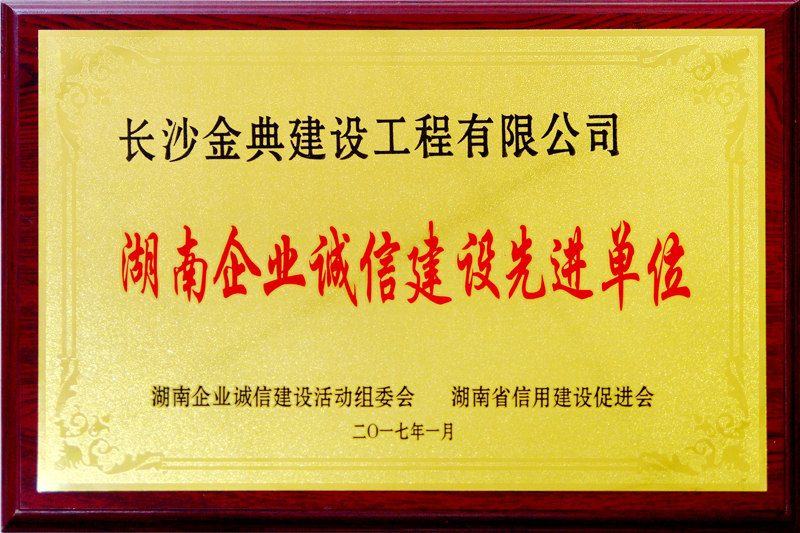 长沙金典建设工程有限公司
湖南企业诚信建设先进单位
湖南企业诚信建设活动组委会 湖南省信用建设促进会
二〇一七年一月